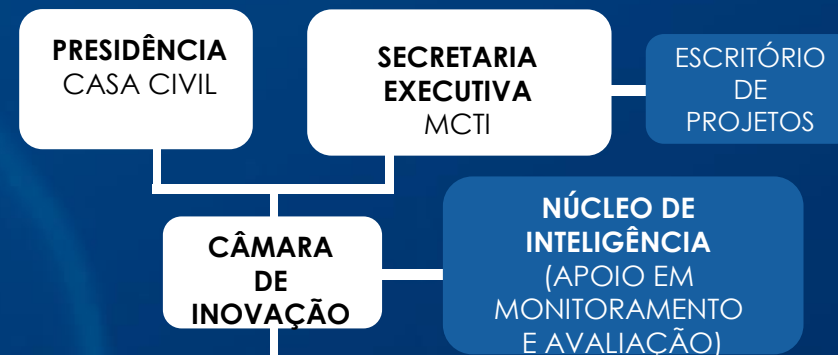 PRESIDÊNCIA
CASA CIVIL
SECRETARIA
EXECUTIVA
MCTI
ESCRITÓRIO
DE
PROJETOS
CÂMARA
DE
INOVAÇÃO
NÚCLEO DE
INTELIGÊNCIA
(APOIO EM
MONITORAMENTO
E AVALIAÇÃO)